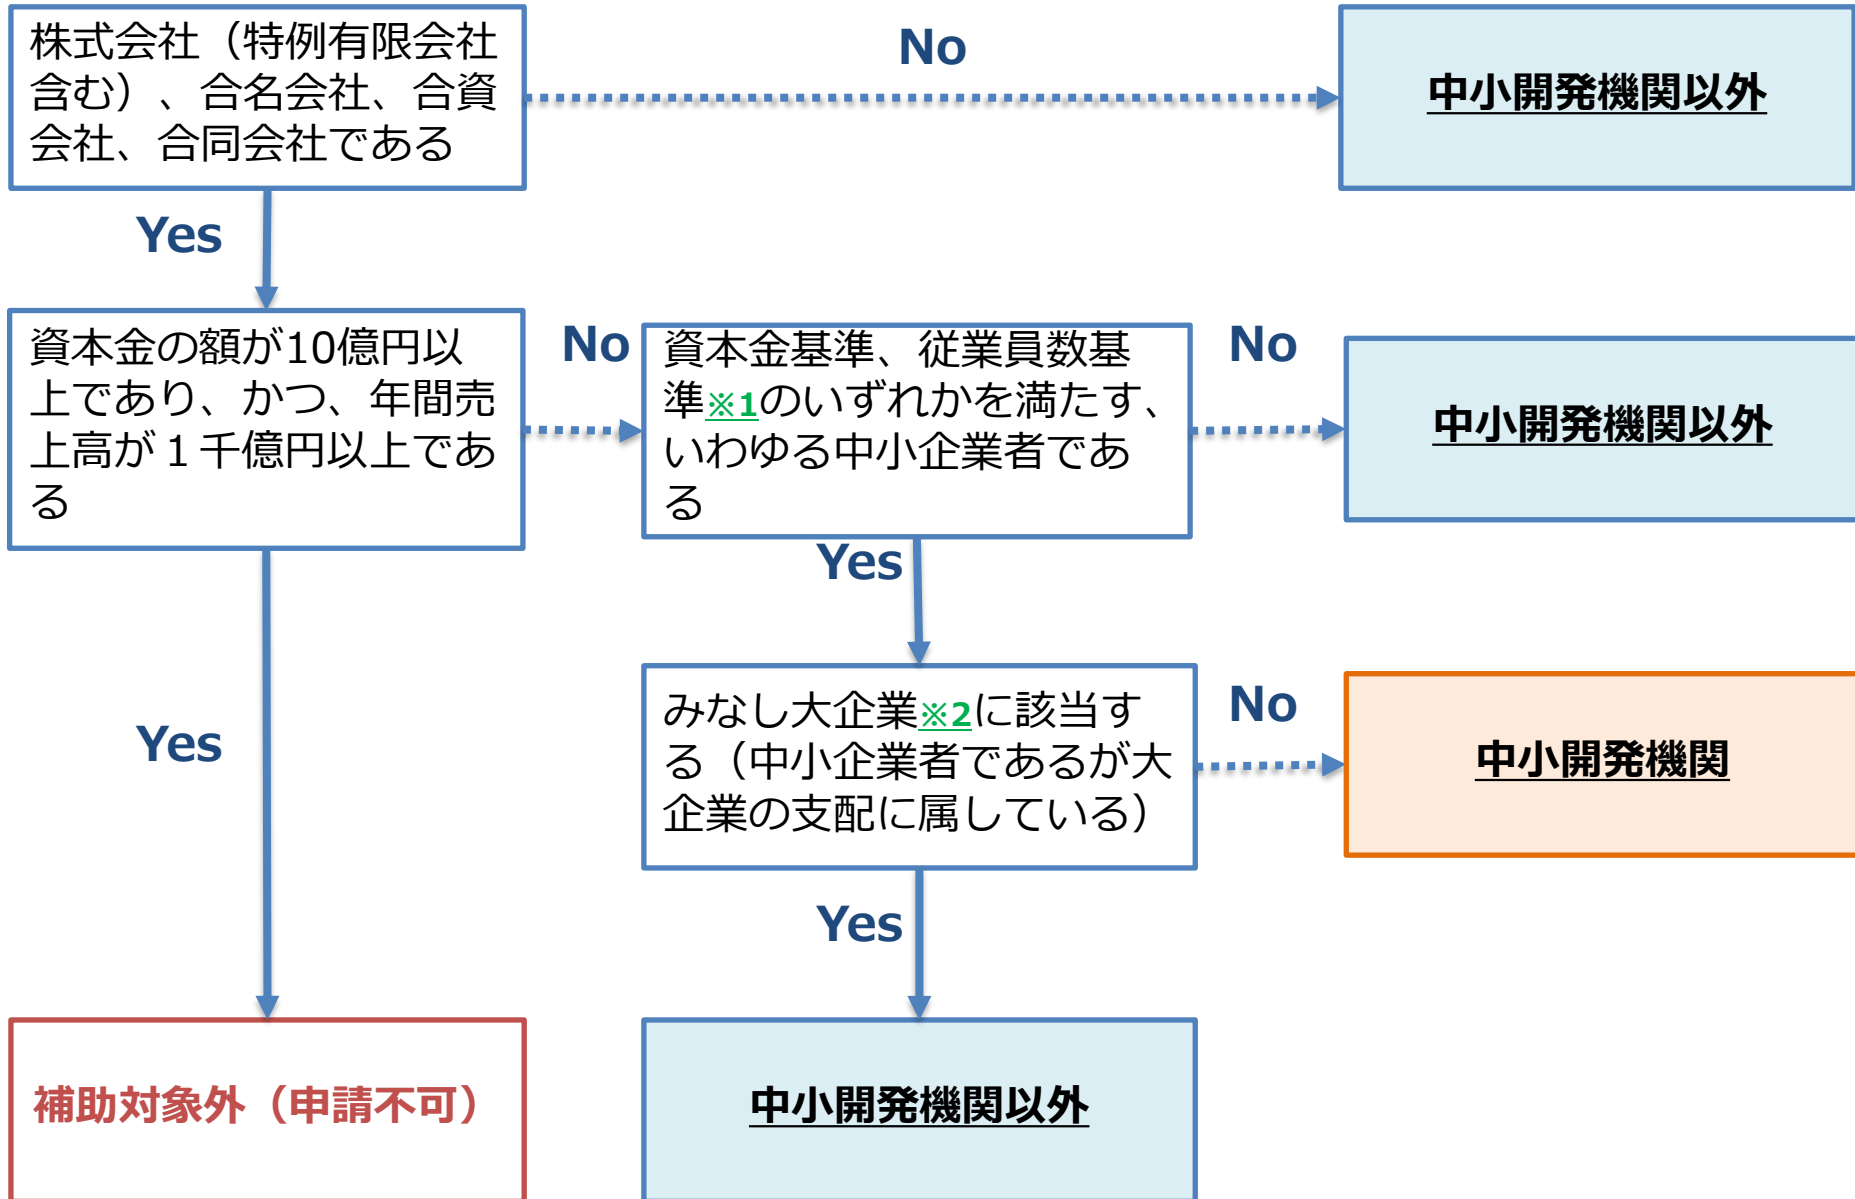 株式会社（特例有限会社
含む）、合名会社、合資
会社、合同会社である
No
中小開発機関以外
Yes
資本金の額が10億円以
上であり、かつ、年間売
上高が１千億円以上であ
る
No
資本金基準、従業員数基
準※1のいずれかを満たす、
いわゆる中小企業者であ
る
No
中小開発機関以外
Yes
Yes
みなし大企業※2に該当す
る（中小企業者であるが大
企業の支配に属している）
No
中小開発機関
Yes
補助対象外（申請不可）
中小開発機関以外